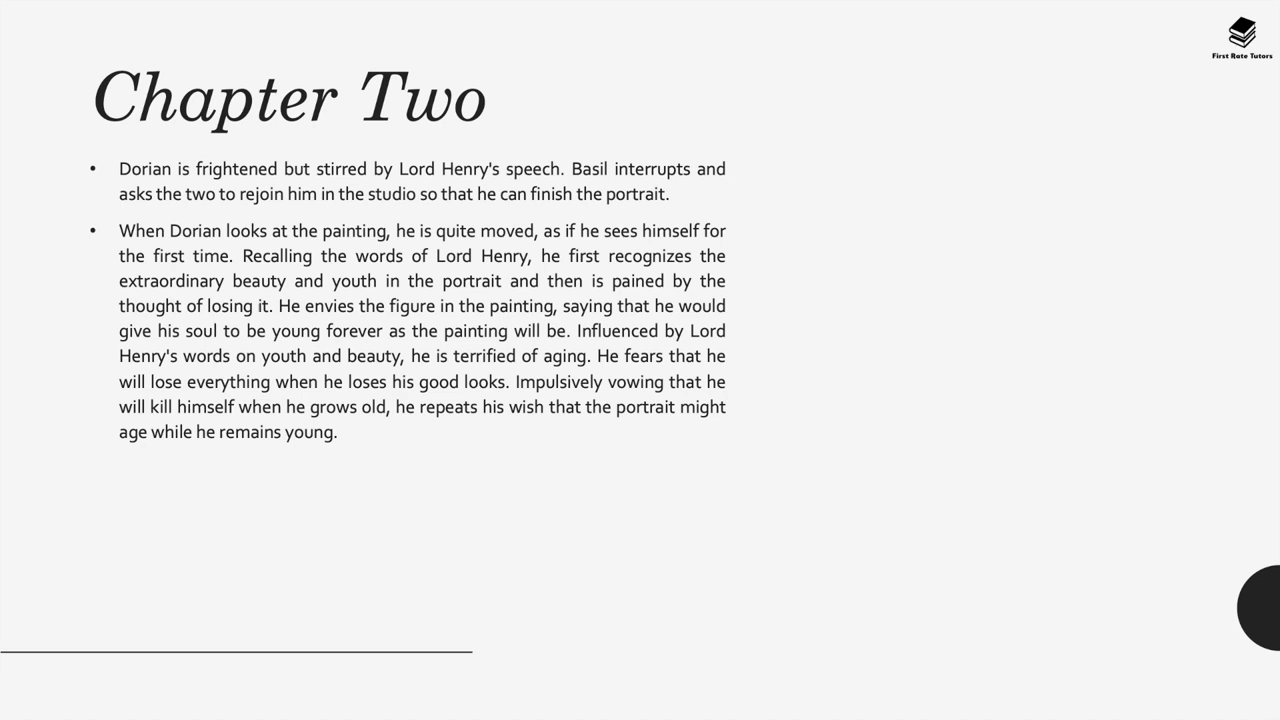 First Rate Tutors
Chapter Two
• Dorian is frightened but stirred by Lord Henry's speech. Basil interrupts and
asks the two to rejoin him in the studio so that he can finish the portrait.
• When Dorian looks at the painting, he is quite moved, as if he sees himself for
the first time. Recalling the words of Lord Henry, he first recognizes the
extraordinary beauty and youth in the portrait and then is pained by the
thought of losing it. He envies the figure in the painting, saying that he would
give his soul to be young forever as the painting will be. Influenced by Lord
Henry's words on youth and beauty, he is terrified of aging. He fears that he
will lose everything when he loses his good looks. Impulsively vowing that he
will kill himself when he grows old, he repeats his wish that the portrait might
age while he remains young.